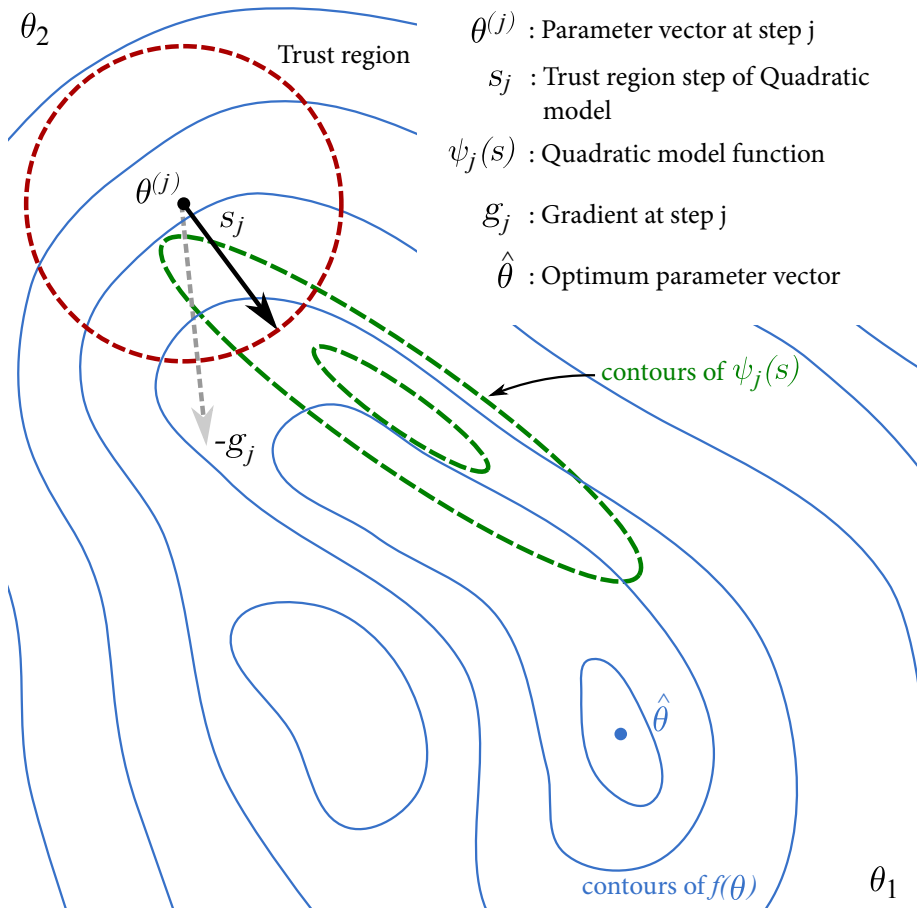 θ₂
Trust region
θ⁽ʲ⁾ : Parameter vector at step j
sⱼ : Trust region step of Quadratic
model
ψⱼ(s) : Quadratic model function
gⱼ : Gradient at step j
θ̂ : Optimum parameter vector
θ⁽ʲ⁾
sⱼ
contours of ψⱼ(s)
-gⱼ
θ̂
contours of f(θ)
θ₁